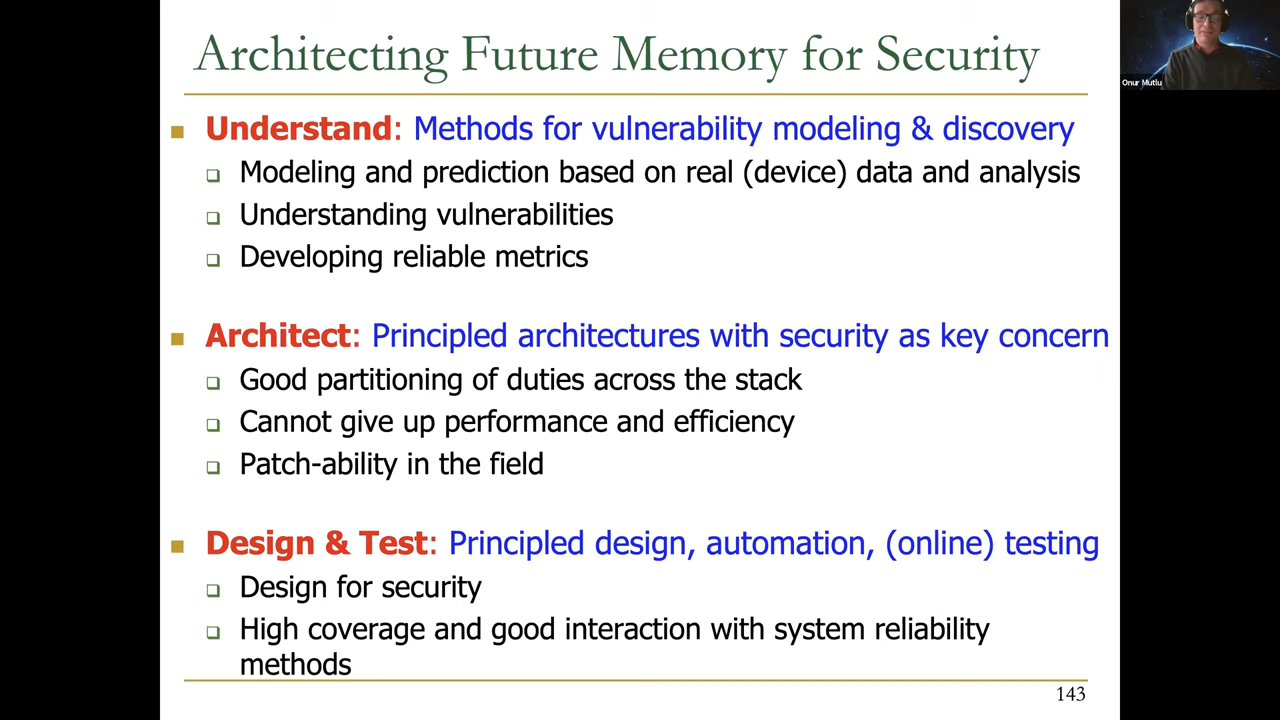 Architecting Future Memory for Security
Onur Mutlu
Understand: Methods for vulnerability modeling & discovery
Modeling and prediction based on real (device) data and analysis
Understanding vulnerabilities
Developing reliable metrics
Architect: Principled architectures with security as key concern
Good partitioning of duties across the stack
Cannot give up performance and efficiency
Patch-ability in the field
Design & Test: Principled design, automation, (online) testing
Design for security
High coverage and good interaction with system reliability
methods
143